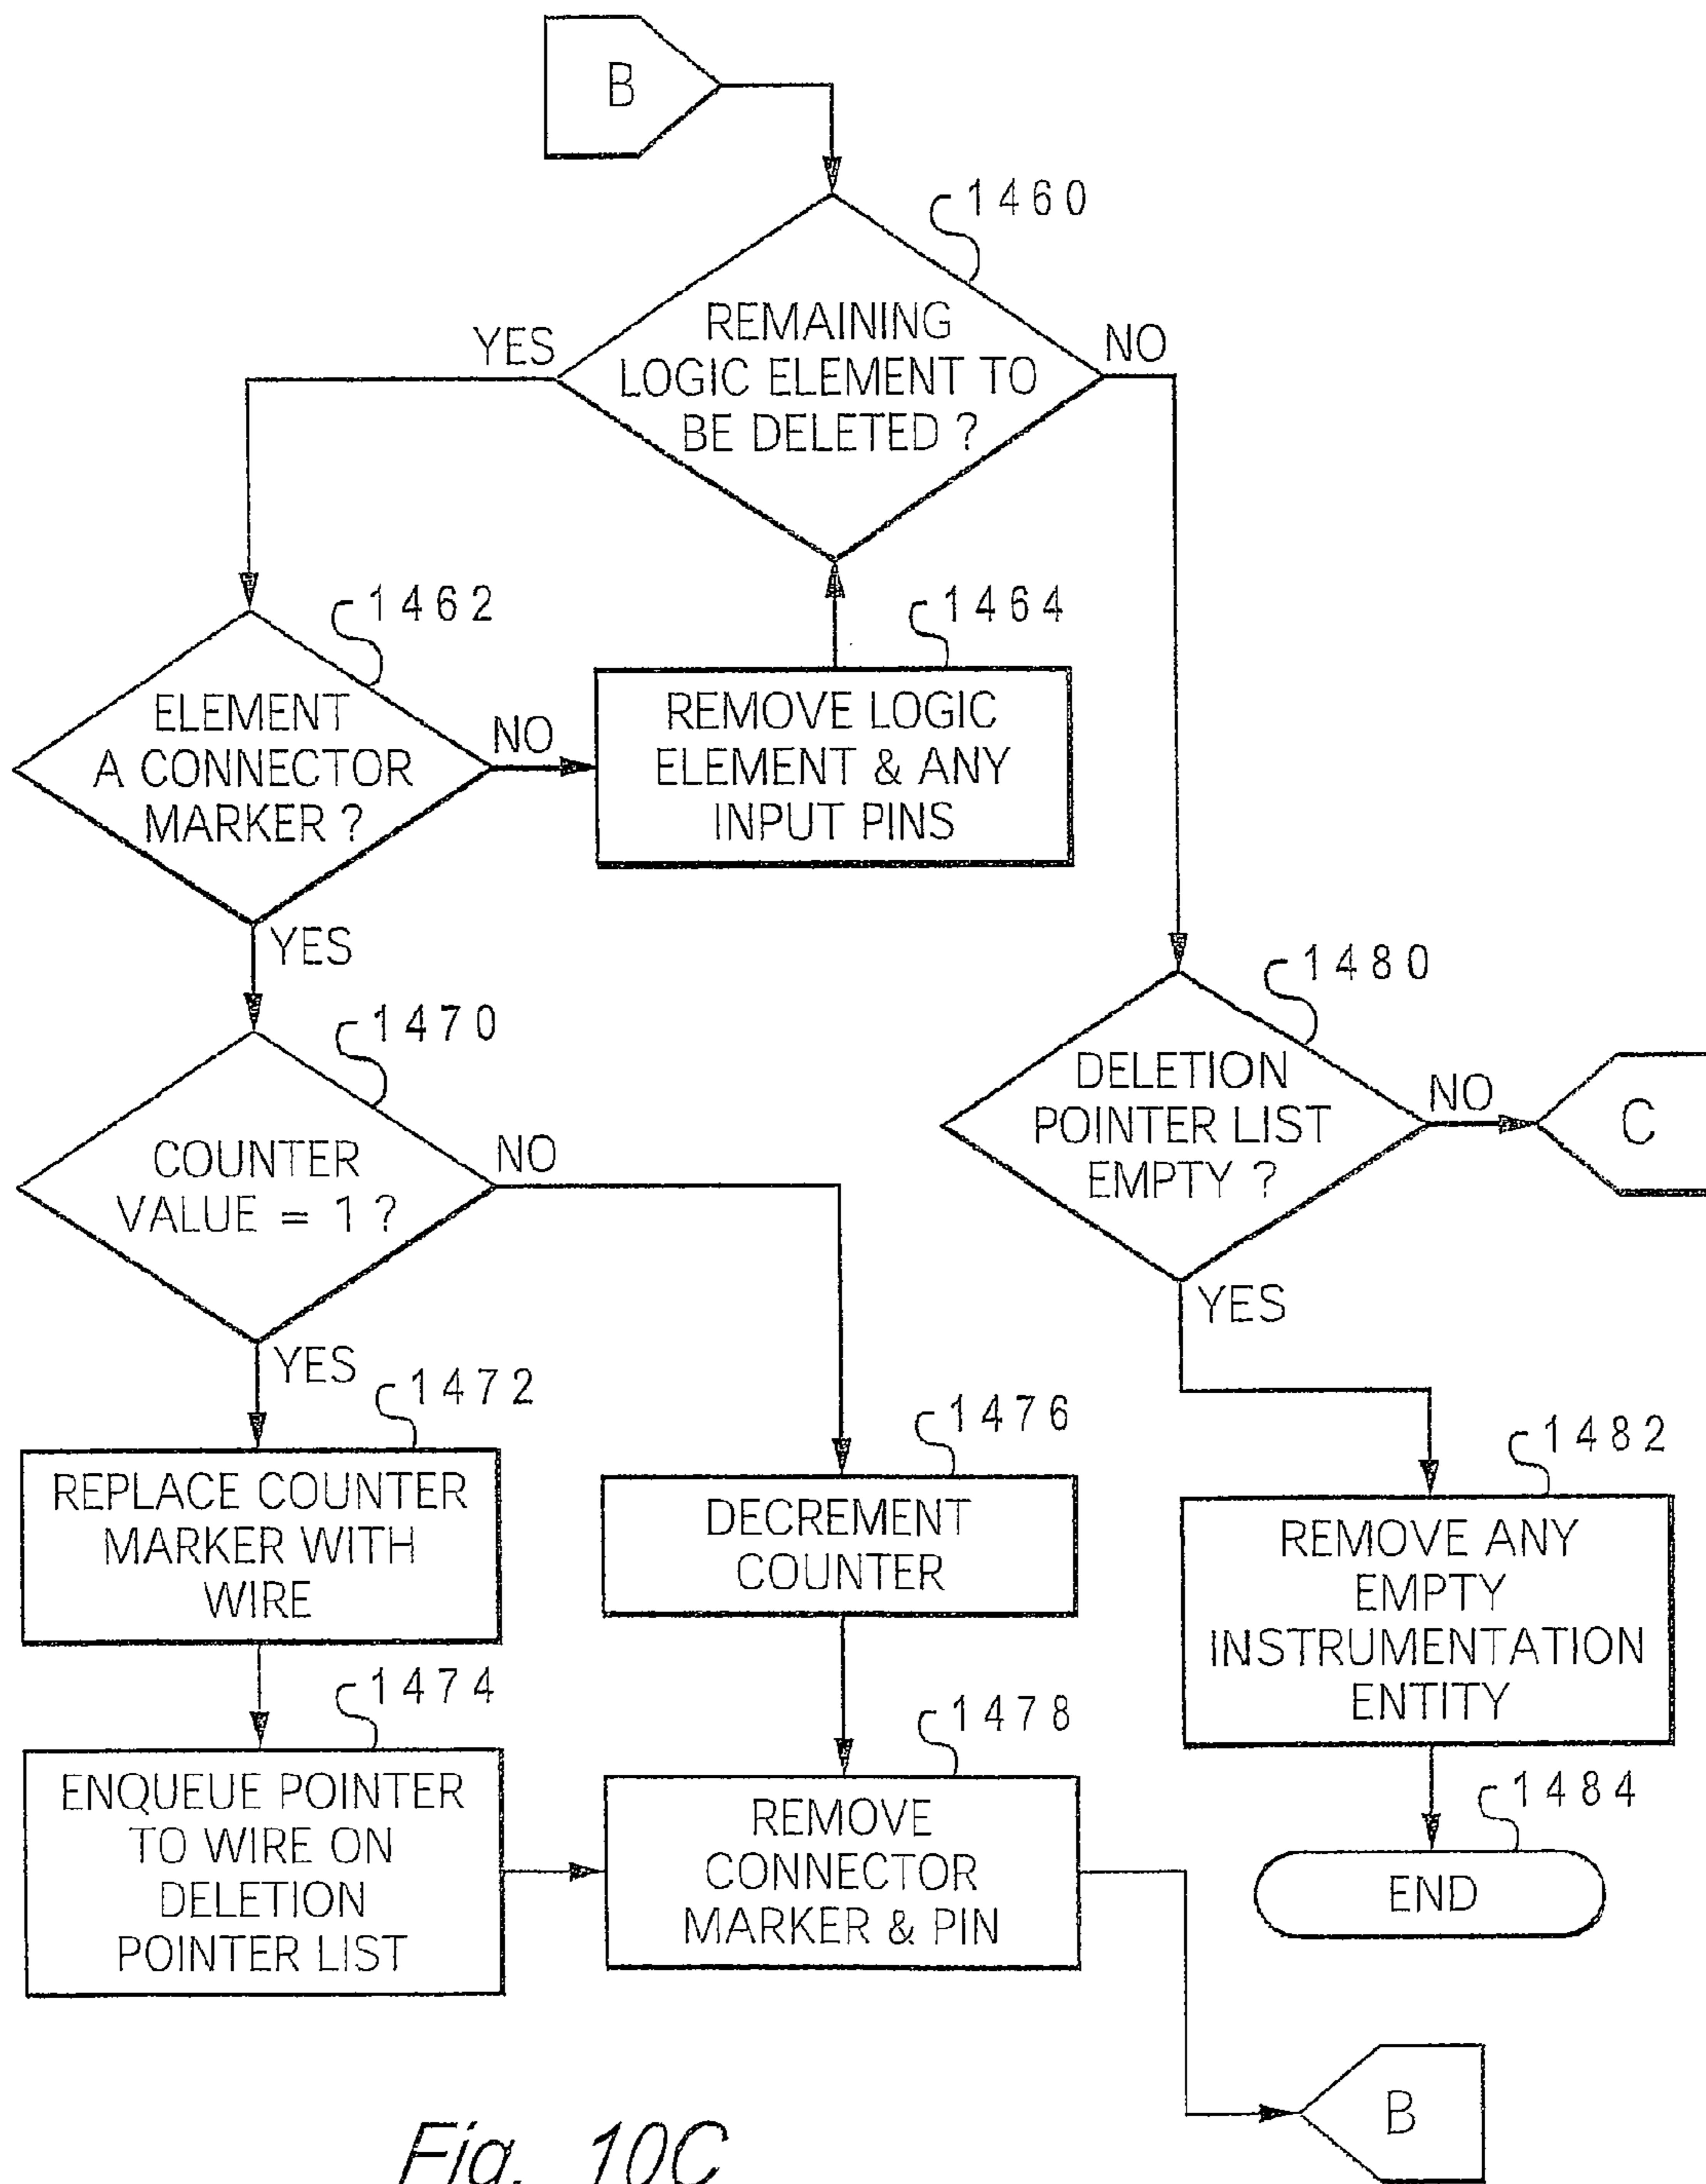 B
1460
REMAINING
LOGIC ELEMENT TO
BE DELETED ?
YES
NO
1462
ELEMENT
A CONNECTOR
MARKER ?
NO
YES
1464
REMOVE LOGIC
ELEMENT & ANY
INPUT PINS
1470
COUNTER
VALUE = 1 ?
NO
YES
1480
DELETION
POINTER LIST
EMPTY ?
NO
C
YES
1472
REPLACE COUNTER
MARKER WITH
WIRE
1476
DECREMENT
COUNTER
1482
REMOVE ANY
EMPTY
INSTRUMENTATION
ENTITY
1474
ENQUEUE POINTER
TO WIRE ON
DELETION
POINTER LIST
1478
REMOVE
CONNECTOR
MARKER & PIN
1484
END
B
Fig. 10C